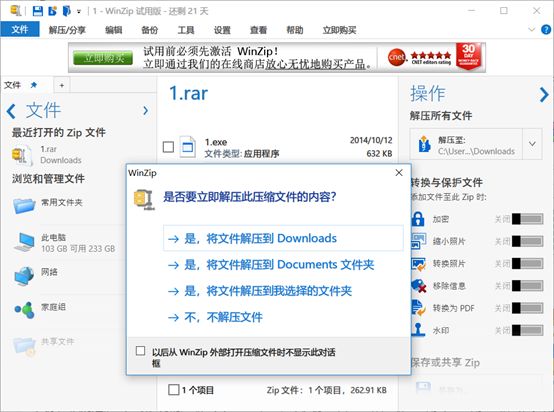 1 - WinZip 试用版 - 还剩 21 天
文件 解压/分享 编辑 备份 工具 设置 查看 帮助 立即购买
立即购买
试用前必须先激活 WinZip!
立即通过我们的在线商店放心无忧地购买产品。
cnet
CNET editors rating
30
DAY
文件
文件
最近打开的 Zip 文件
1.rar
Downloads
浏览和管理文件
常用文件夹
此电脑
103 GB 可用 233 GB
网络
家庭组
共享文件
1.rar
1.exe 2014/10/12
文件类型: 应用程序 632 KB
WinZip
是否要立即解压此压缩文件的内容?
是，将文件解压到 Downloads
是，将文件解压到 Documents 文件夹
是，将文件解压到我选择的文件夹
不，不解压文件
以后从 WinZip 外部打开压缩文件时不显示此对话
框
1 个项目 Zip 文件: 1 个项目, 262.91 KB
操作
解压所有文件
解压至:
C:\User...\Downloads
转换与保护文件
添加文件至此 Zip 时:
加密 关闭
缩小照片 关闭
转换照片 关闭
移除信息 关闭
转换为 PDF 关闭
水印 关闭
保存或共享 Zip